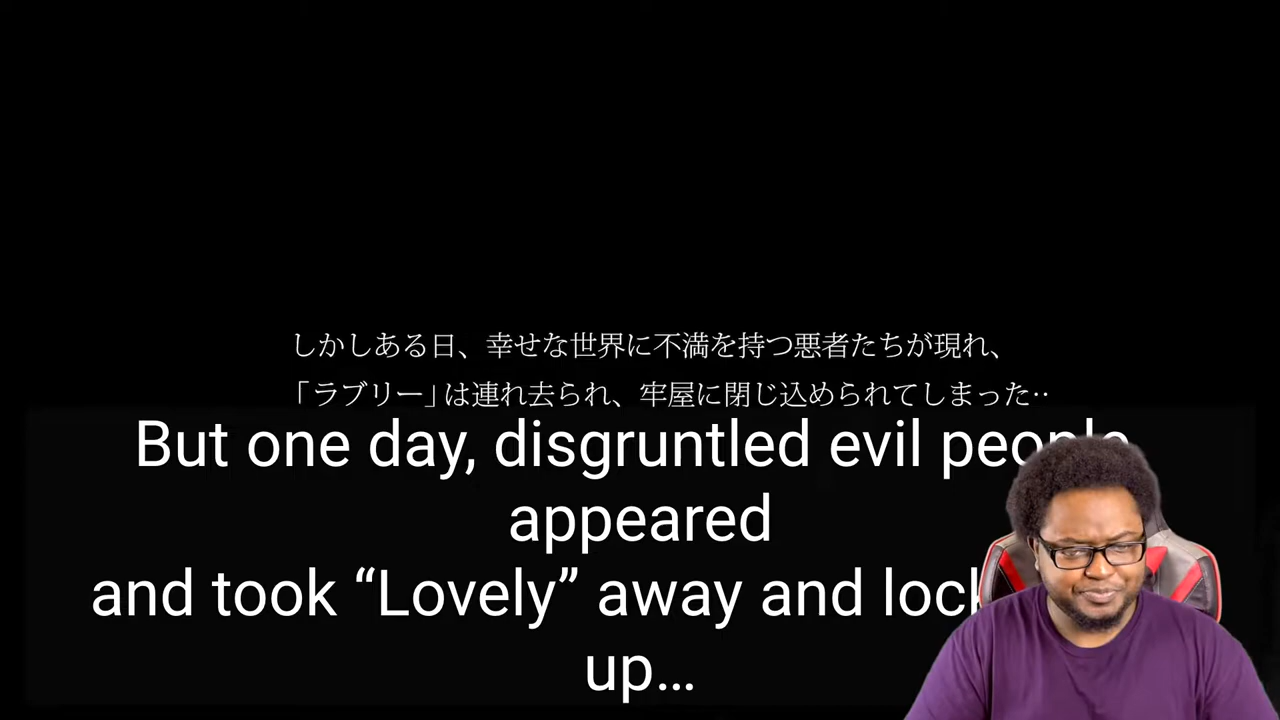 しかしある日、幸せな世界に不満を持つ悪者たちが現れ、
「ラブリー」は連れ去られ、牢屋に閉じ込められてしまった‥
But one day, disgruntled evil people
appeared
and took “Lovely” away and lock
up…